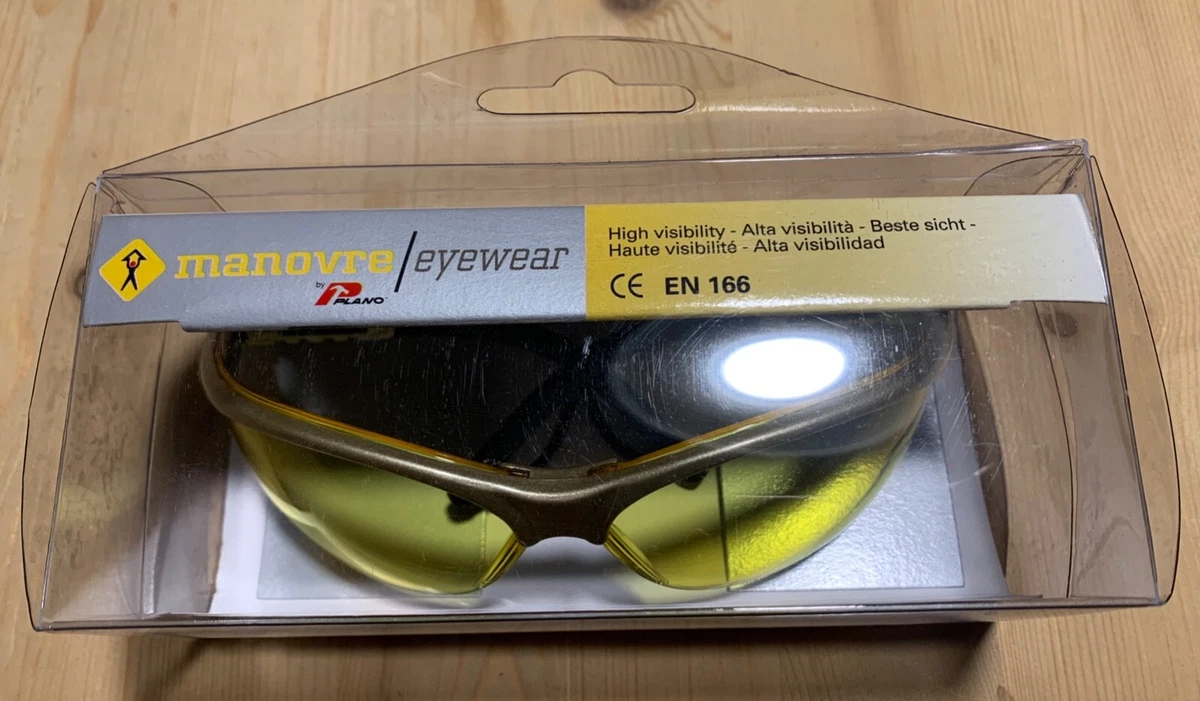 manovre/eyewear
by PLANO
High visibility - Alta visibilità - Beste sicht -
Haute visibilité - Alta visibilidad
CE EN 166